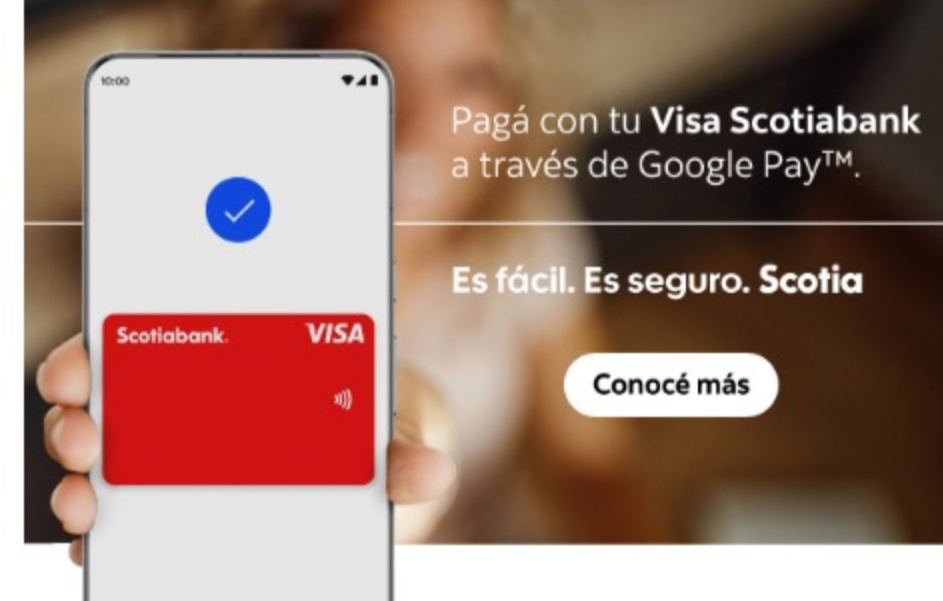 10:00
Pagá con tu Visa Scotiabank
a través de Google Pay™.
Es fácil. Es seguro. Scotia
Scotiabank.
VISA
Conocé más